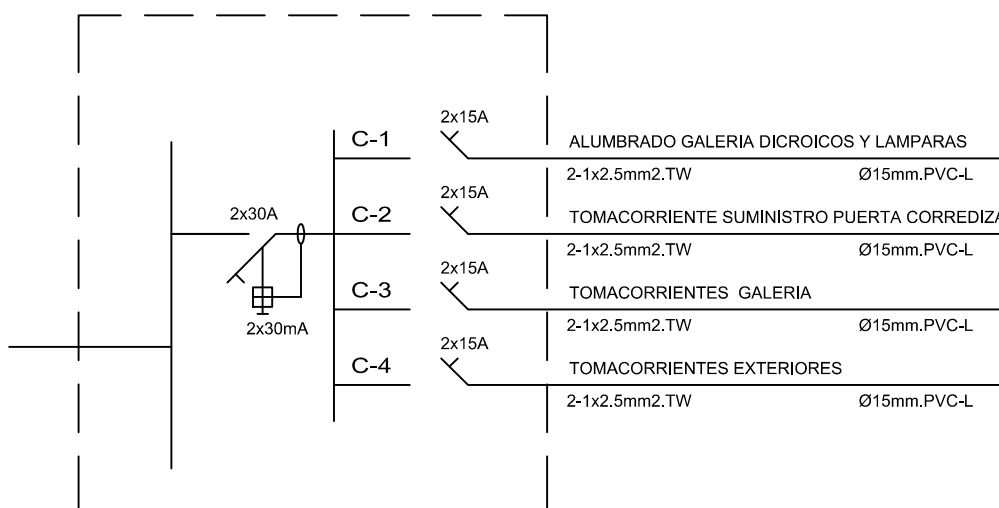 C-1
2x15A
ALUMBRADO GALERIA DICROICOS Y LAMPARAS
2-1x2.5mm2.TW Ø15mm.PVC-L
2x30A
C-2
2x15A
TOMACORRIENTE SUMINISTRO PUERTA CORREDIZA
2-1x2.5mm2.TW Ø15mm.PVC-L
C-3
2x15A
TOMACORRIENTES GALERIA
2-1x2.5mm2.TW Ø15mm.PVC-L
2x30mA
C-4
2x15A
TOMACORRIENTES EXTERIORES
2-1x2.5mm2.TW Ø15mm.PVC-L